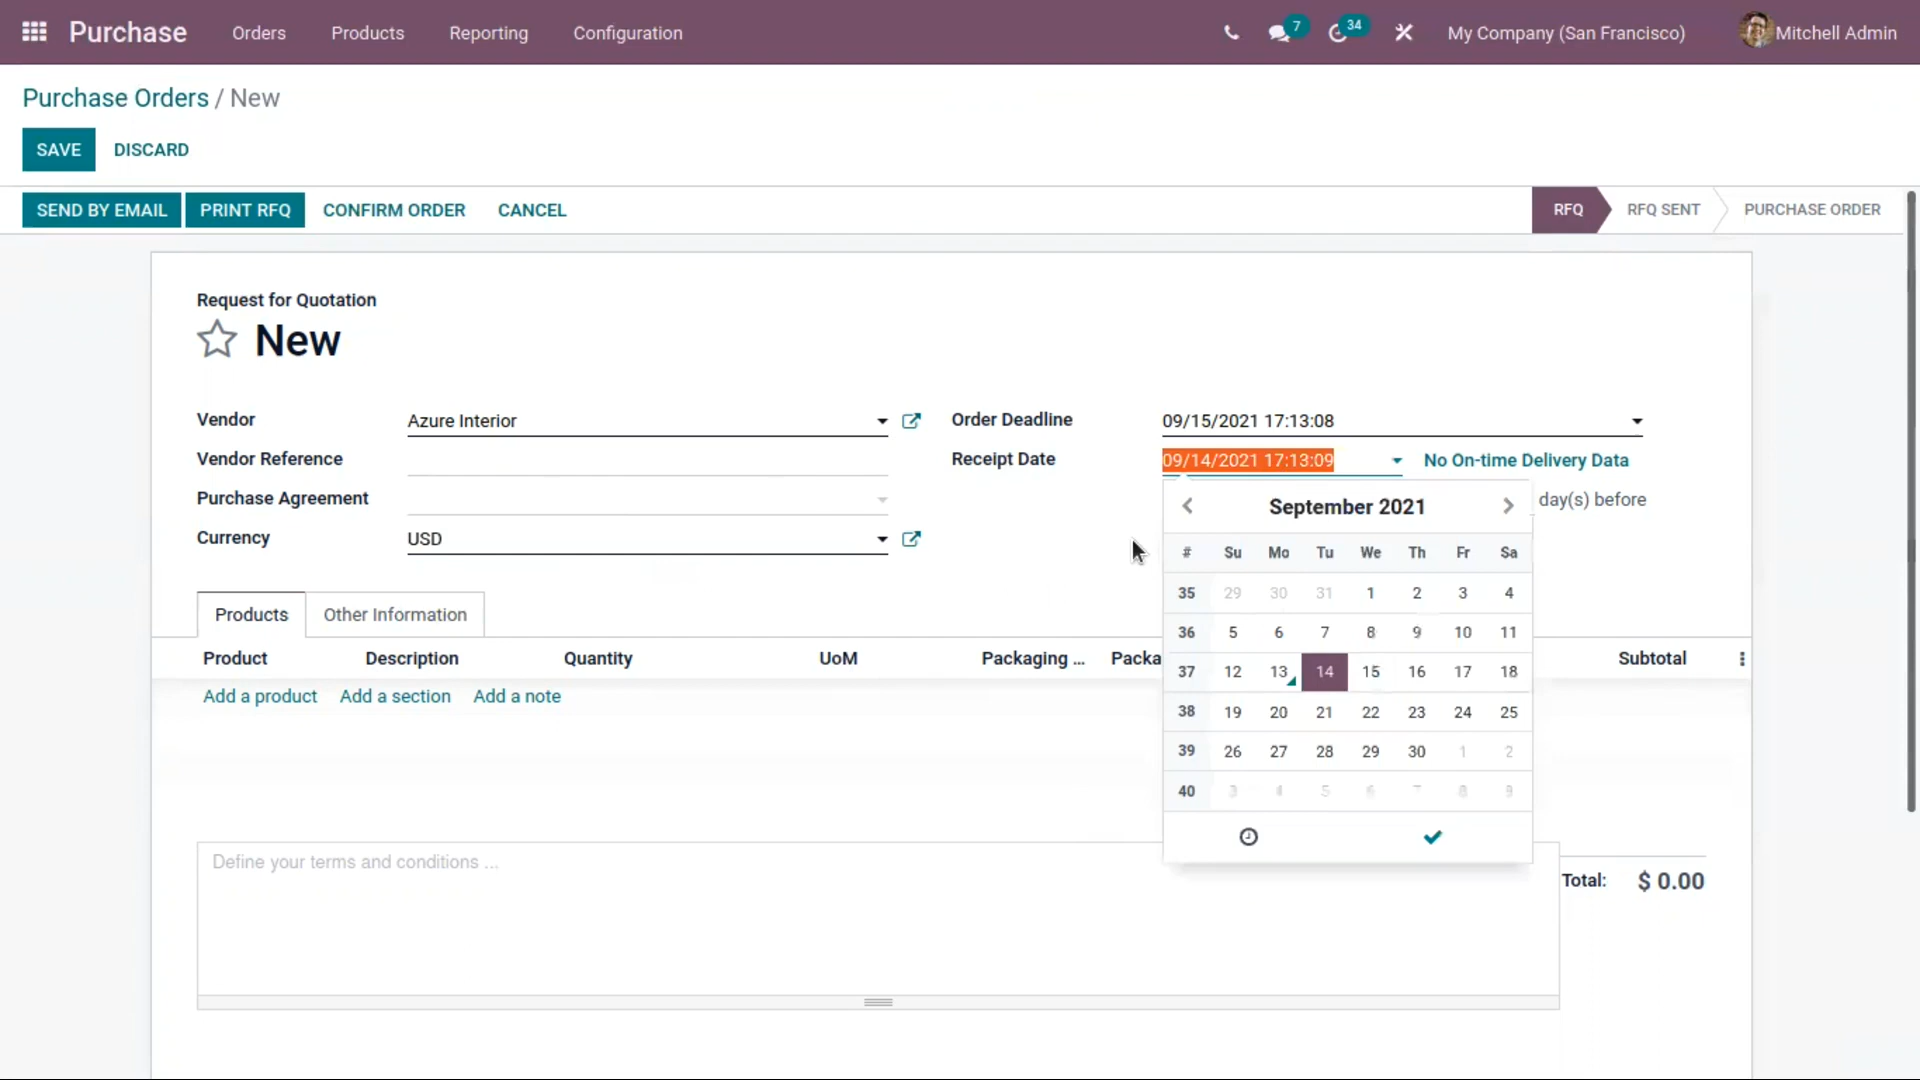 Purchase Orders Products Reporting Configuration 7 34 My Company (San Francisco) Mitchell Admin
Purchase Orders / New
SAVE DISCARD
SEND BY EMAIL PRINT RFQ CONFIRM ORDER CANCEL RFQ RFQ SENT PURCHASE ORDER
Request for Quotation
New
Vendor Azure Interior Order Deadline 09/15/2021 17:13:08
Vendor Reference Receipt Date 09/14/2021 17:13:09 No On-time Delivery Data
Purchase Agreement day(s) before
Currency USD
September 2021
# Su Mo Tu We Th Fr Sa
35 29 30 31 1 2 3 4
36 5 6 7 8 9 10 11
37 12 13 14 15 16 17 18
38 19 20 21 22 23 24 25
39 26 27 28 29 30 1 2
40 3 4 5 6 7 8 9
Products Other Information
Product Description Quantity UoM Packaging ... Packa Subtotal
Add a product Add a section Add a note
Define your terms and conditions ...
Total: $ 0.00